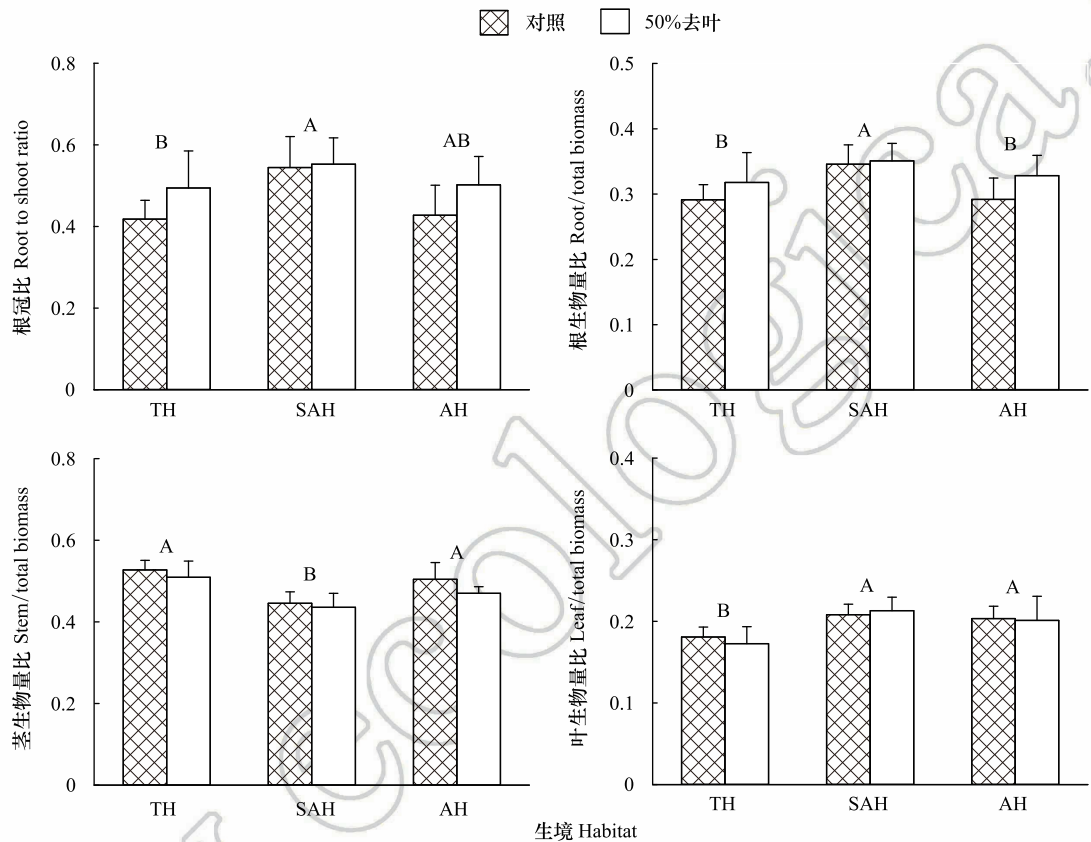 对照 50%去叶
根冠比 Root to shoot ratio
0.8
0.6
0.4
0.2
0
B A AB
TH SAH AH
根生物量比 Root/total biomass
0.5
0.4
0.3
0.2
0.1
0
B A B
TH SAH AH
茎生物量比 Stem/total biomass
0.8
0.6
0.4
0.2
0
A B A
TH SAH AH
叶生物量比 Leaf/total biomass
0.4
0.3
0.2
0.1
0
B A A
TH SAH AH
生境 Habitat
cologica